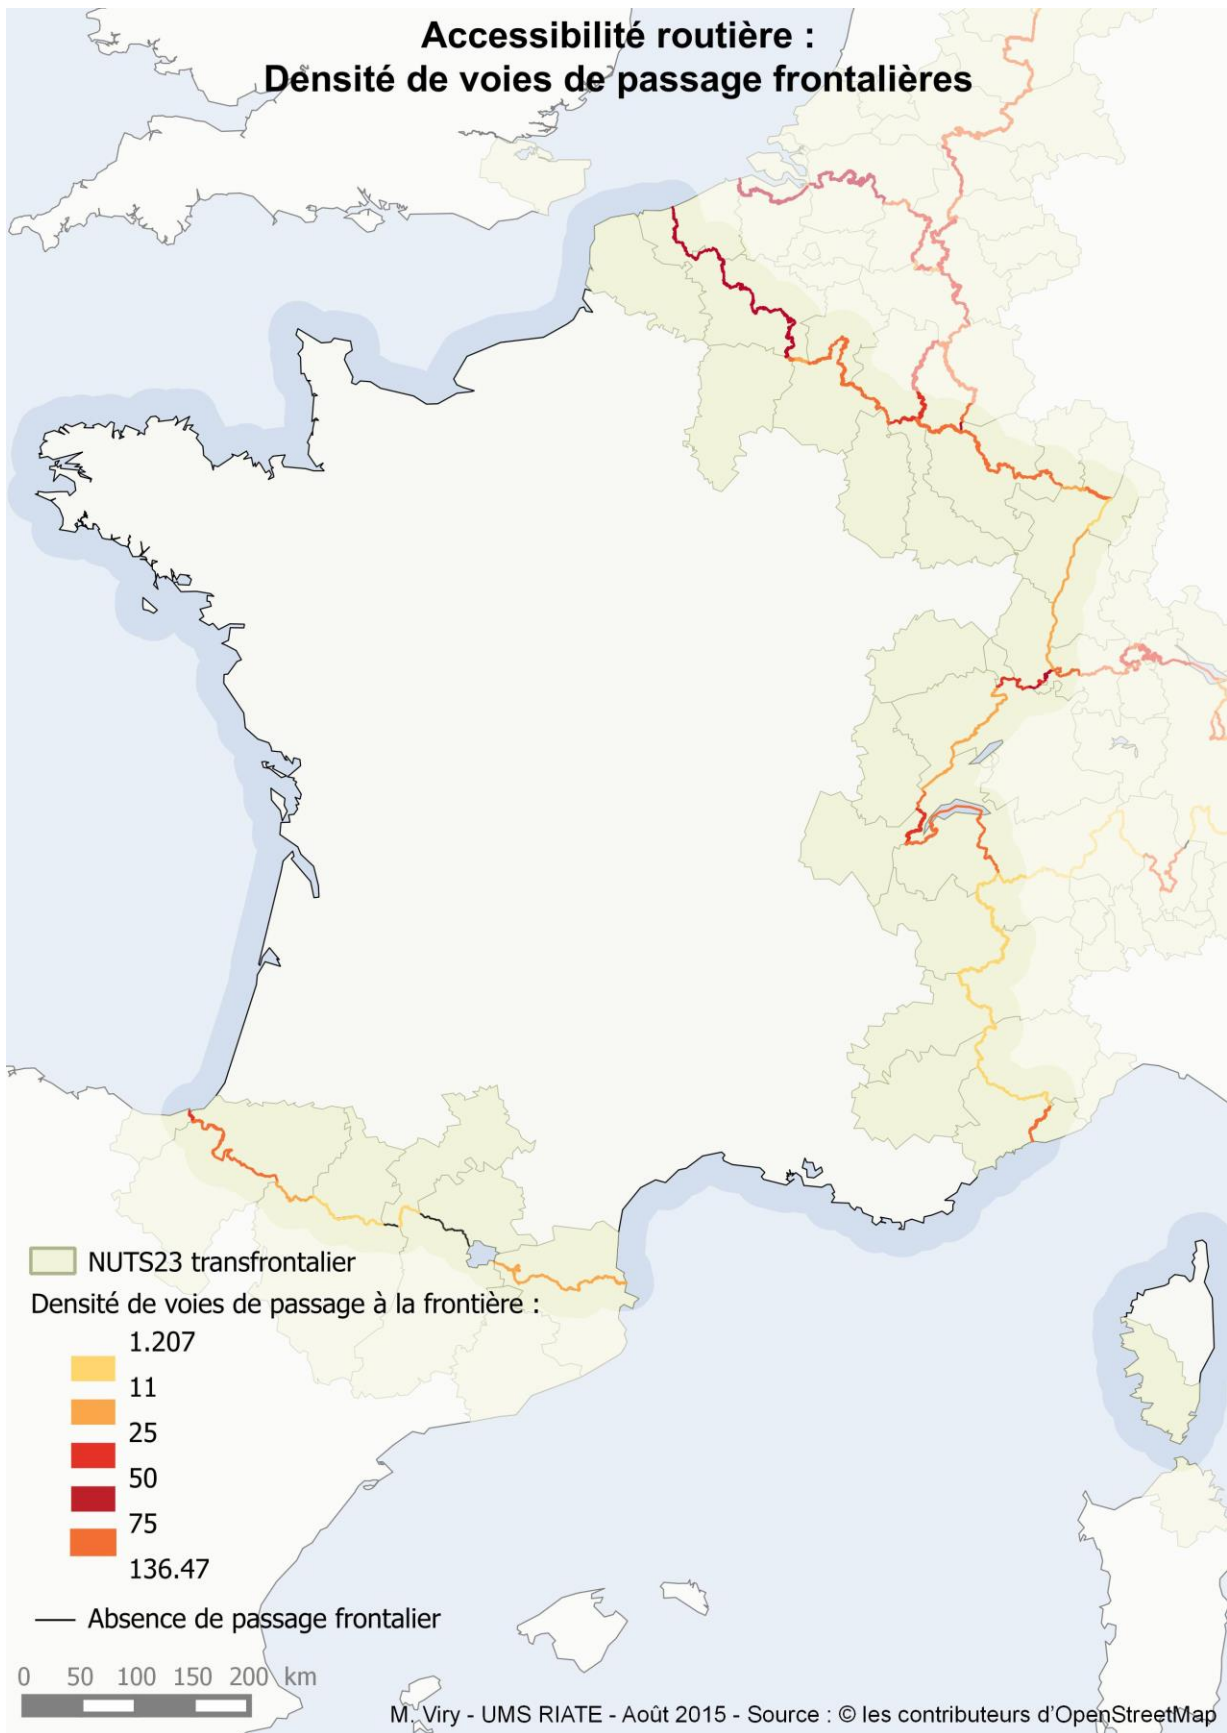 Accessibilité routière :
Densité de voies de passage frontalières
NUTS23 transfrontalier
Densité de voies de passage à la frontière :
1.207
11
25
50
75
136.47
Absence de passage frontalier
0 50 100 150 200 km
M. Viry - UMS RIATE - Août 2015 - Source : © les contributeurs d'OpenStreetMap